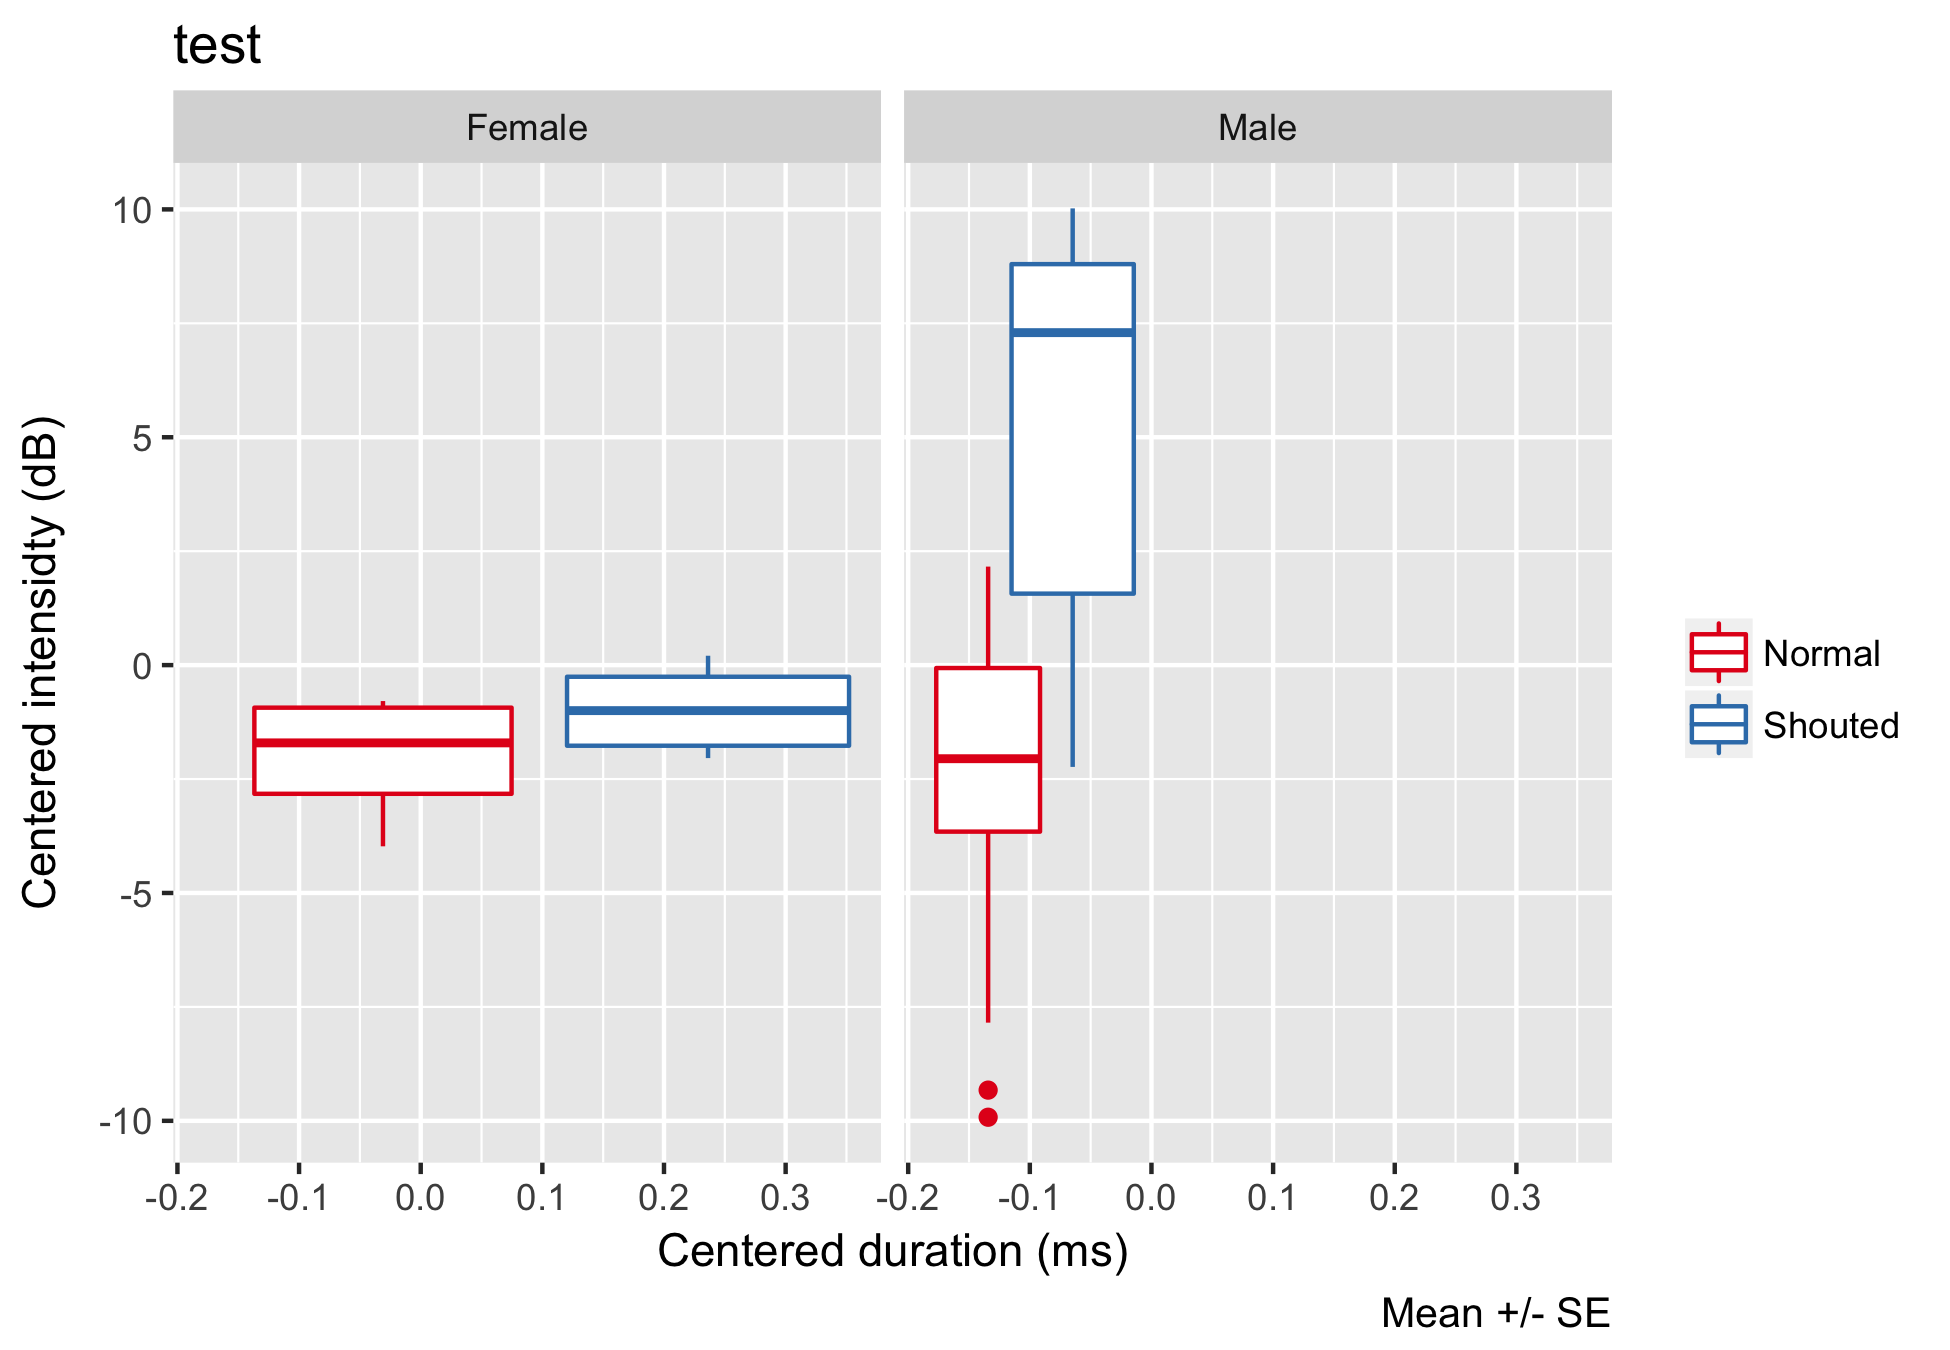 test
Female
Male
10
5
0
-5
-10
Centered intensidty (dB)
-0.2 -0.1 0.0 0.1 0.2 0.3 -0.2 -0.1 0.0 0.1 0.2 0.3
Centered duration (ms)
Normal
Shouted
Mean +/- SE